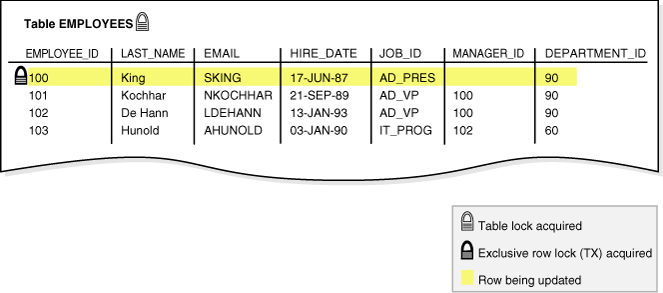 Table EMPLOYEES
EMPLOYEE_ID LAST_NAME EMAIL HIRE_DATE JOB_ID MANAGER_ID DEPARTMENT_ID
100 King SKING 17-JUN-87 AD_PRES 90
101 Kochhar NKOCHHAR 21-SEP-89 AD_VP 100 90
102 De Hann LDEHANN 13-JAN-93 AD_VP 100 90
103 Hunold AHUNOLD 03-JAN-90 IT_PROG 102 60
Table lock acquired
Exclusive row lock (TX) acquired
Row being updated